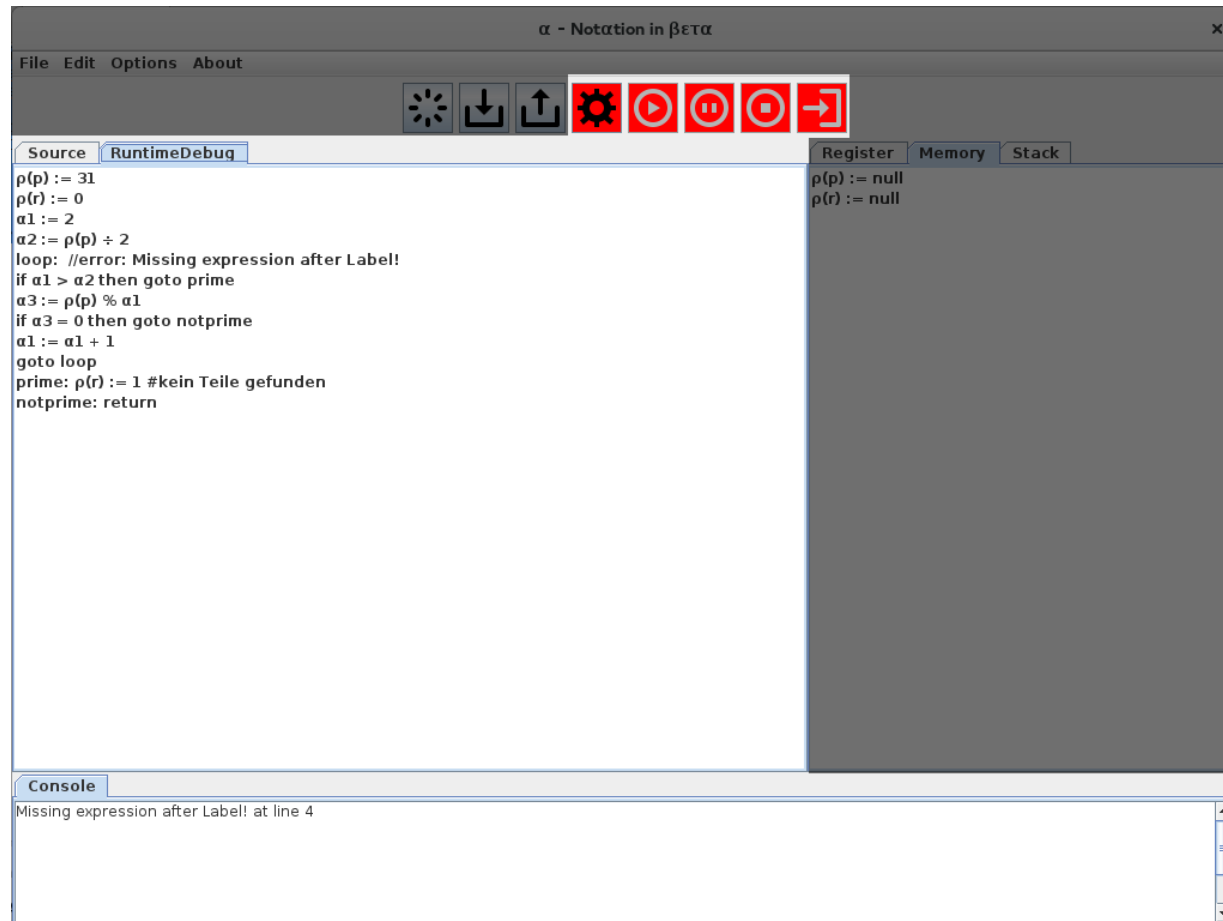 α - Notαtion in βετα
File Edit Options About
Source RuntimeDebug
ρ(p) := 31
ρ(r) := 0
α1 := 2
α2 := ρ(p) ÷ 2
loop:  //error: Missing expression after Label!
if α1 > α2 then goto prime
α3 := ρ(p) % α1
if α3 = 0 then goto notprime
α1 := α1 + 1
goto loop
prime: ρ(r) := 1 #kein Teile gefunden
notprime: return
Register Memory Stack
ρ(p) := null
ρ(r) := null
Console
Missing expression after Label! at line 4